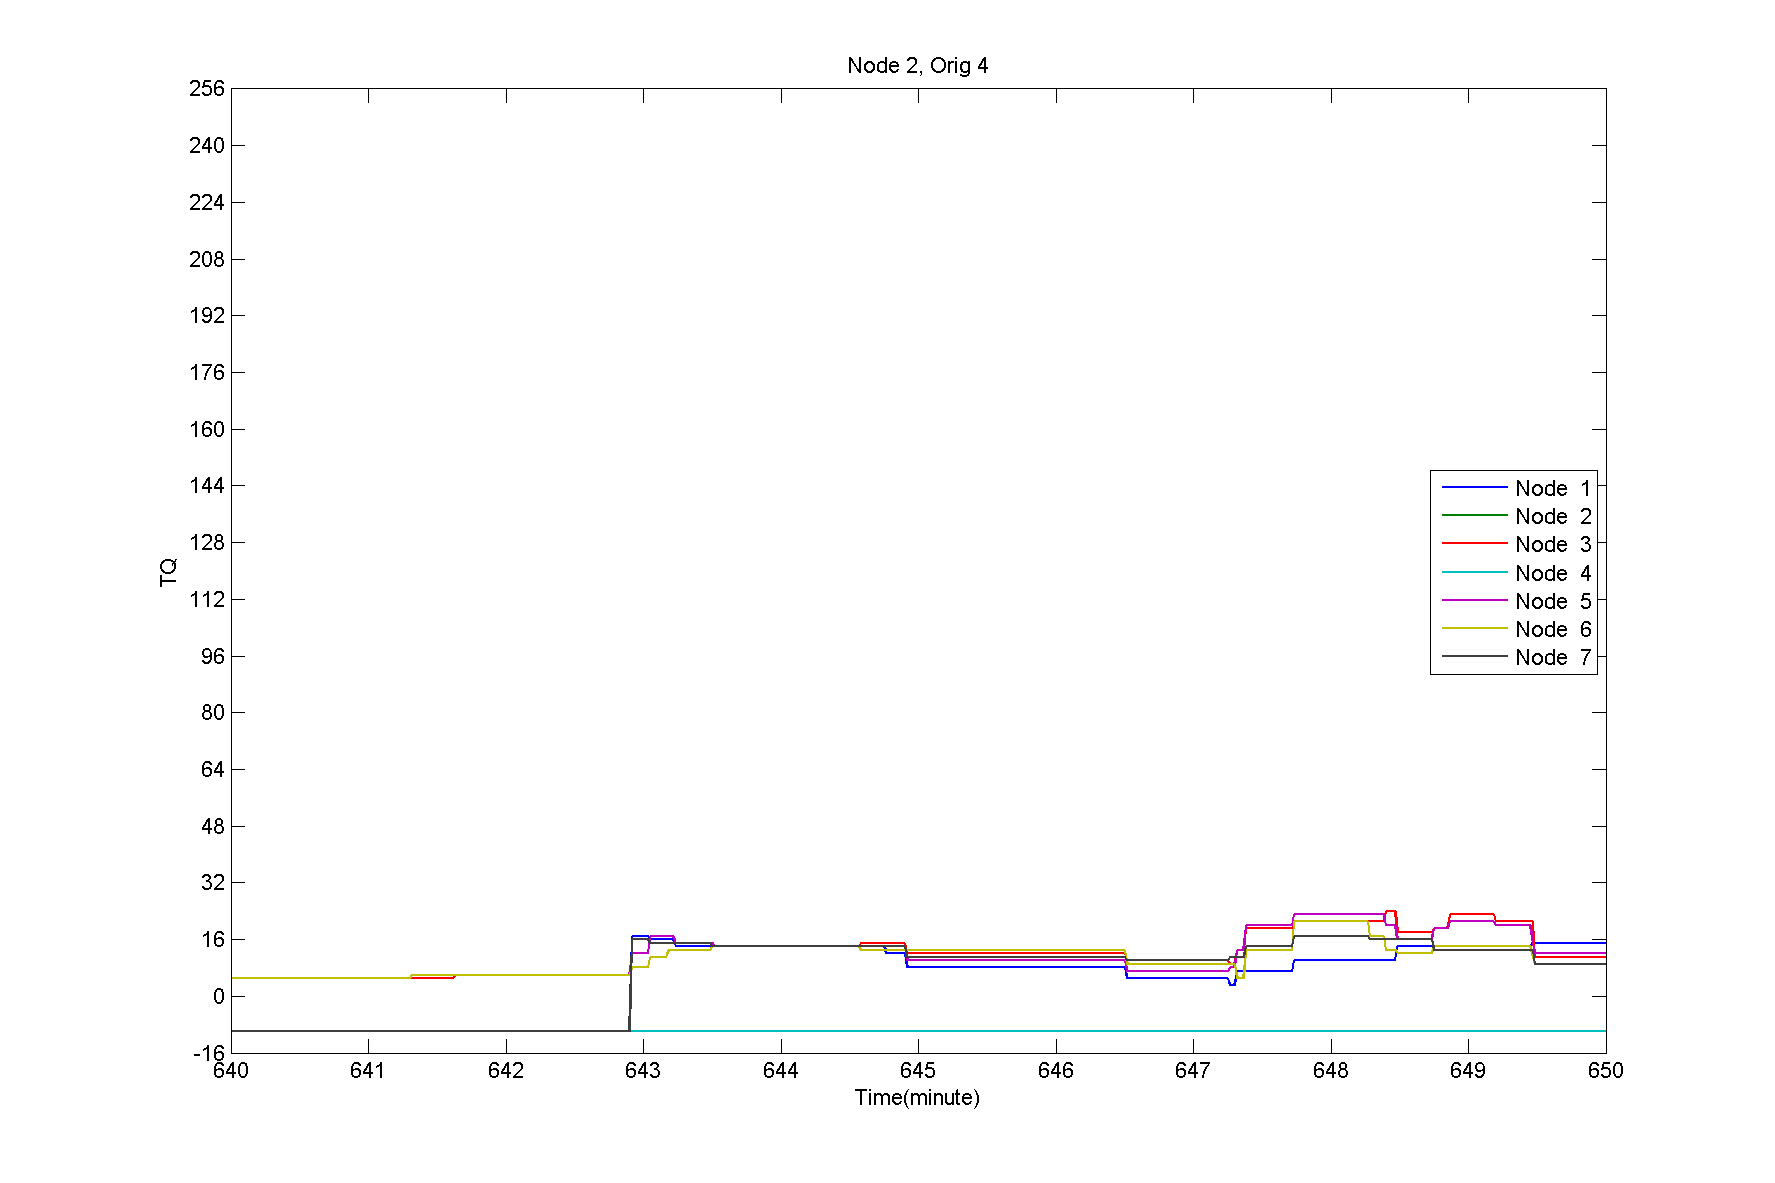 Node 2, Orig 4
256
240
224
208
192
176
160
144
128
112
96
80
64
48
32
16
0
-16
TQ
640 641 642 643 644 645 646 647 648 649 650
Time(minute)
Node 1
Node 2
Node 3
Node 4
Node 5
Node 6
Node 7